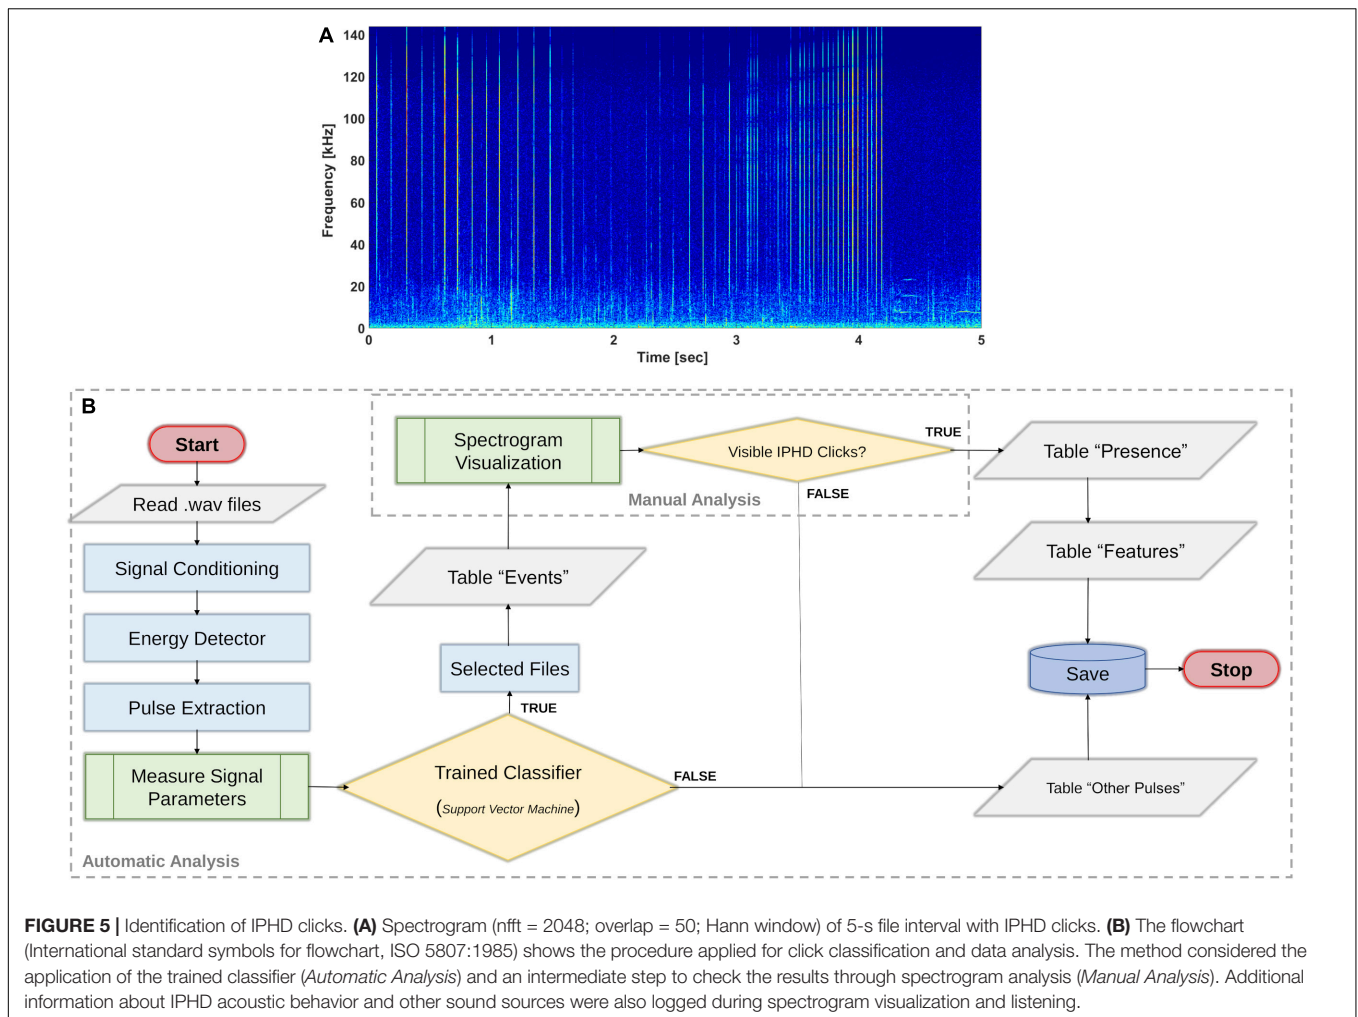 A
140
120
100
80
60
40
20
0
Frequency [kHz]
0 1 2 3 4 5
Time [sec]
B
Start
Read .wav files
Signal Conditioning
Energy Detector
Pulse Extraction
Measure Signal
Parameters
Automatic Analysis
Trained Classifier
(Support Vector Machine)
TRUE
FALSE
Selected Files
Table “Events”
Spectrogram
Visualization
Visible IPHD Clicks?
TRUE
FALSE
Manual Analysis
Table “Presence”
Table “Features”
Save
Stop
Table “Other Pulses”
FIGURE 5 | Identification of IPHD clicks. (A) Spectrogram (nfft = 2048; overlap = 50; Hann window) of 5-s file interval with IPHD clicks. (B) The flowchart
(International standard symbols for flowchart, ISO 5807:1985) shows the procedure applied for click classification and data analysis. The method considered the
application of the trained classifier (Automatic Analysis) and an intermediate step to check the results through spectrogram analysis (Manual Analysis). Additional
information about IPHD acoustic behavior and other sound sources were also logged during spectrogram visualization and listening.